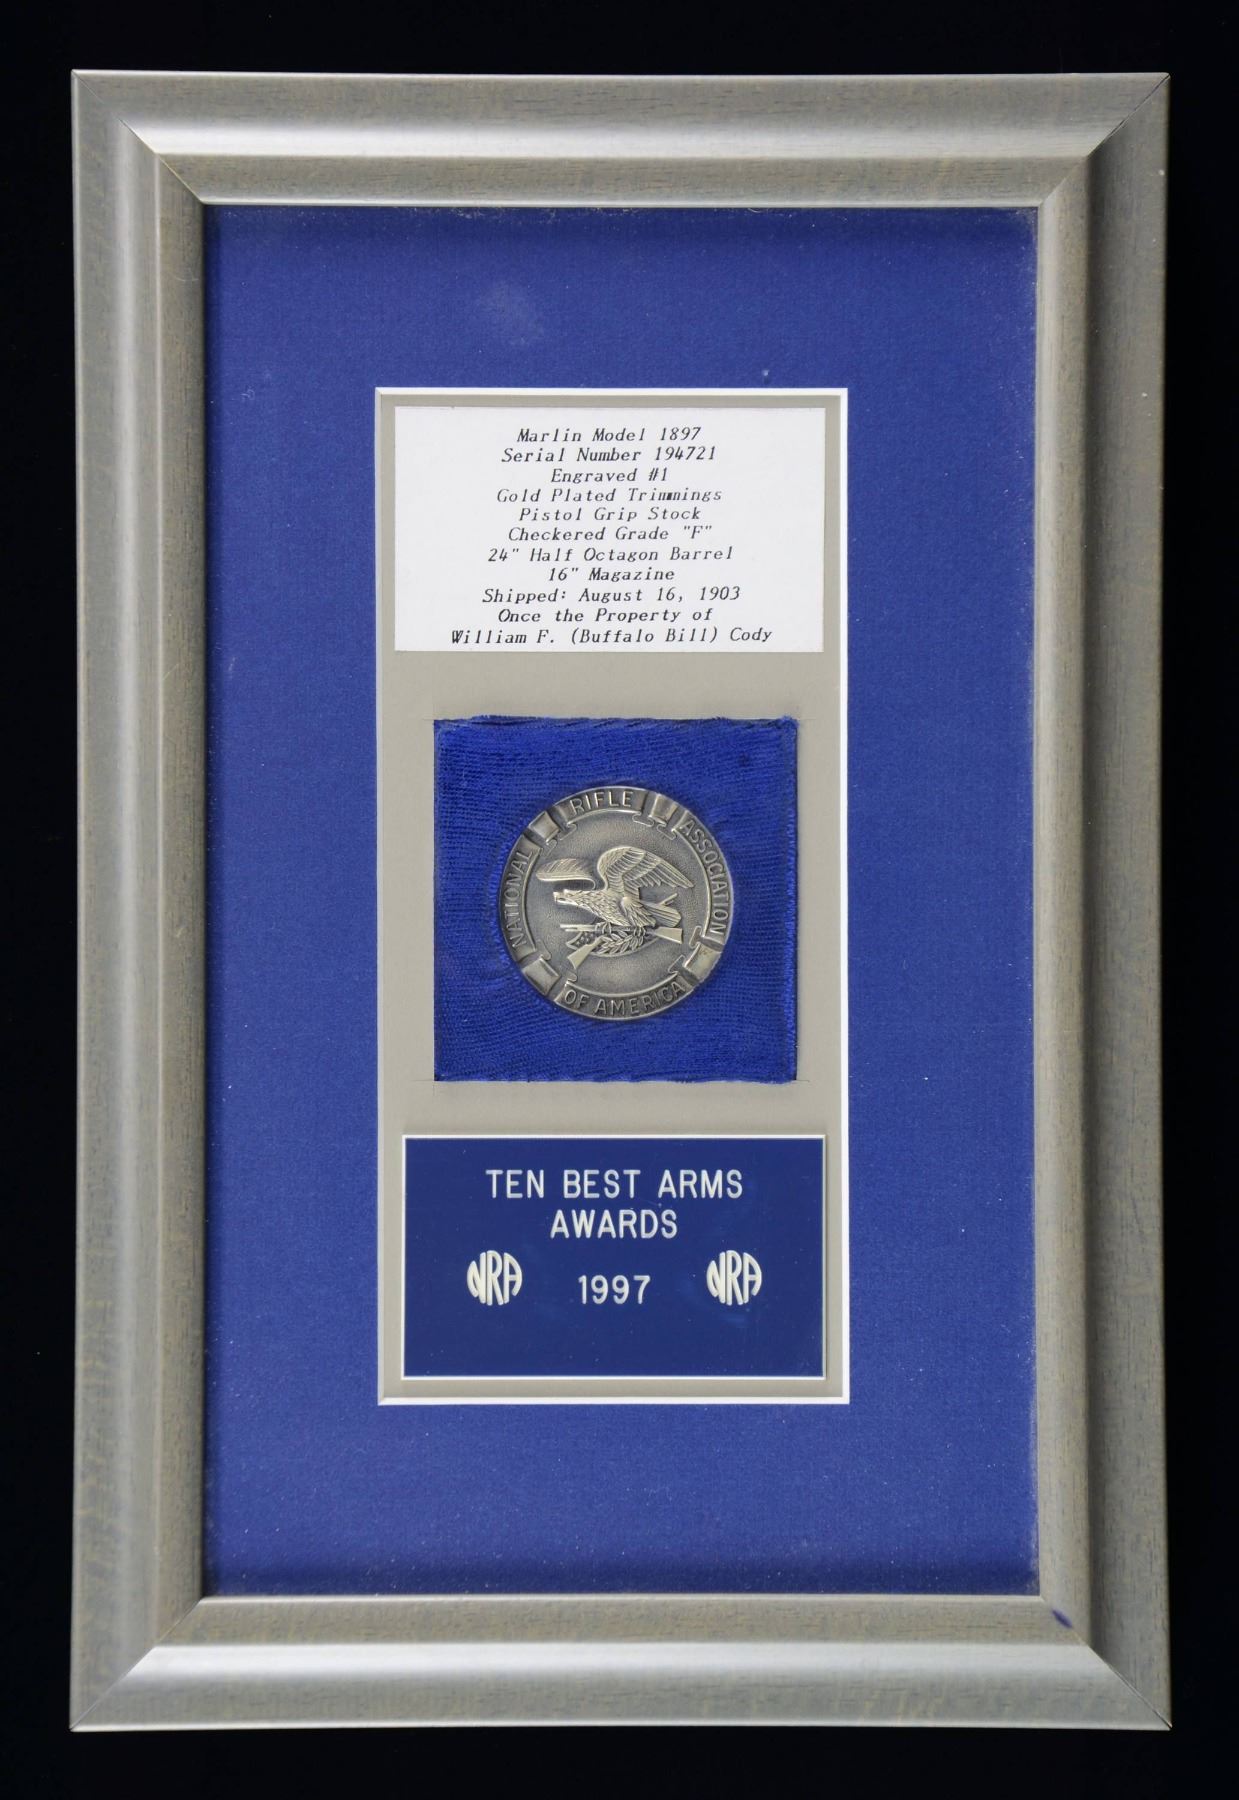 Marlin Model 1897
Serial Number 194721
Engraved #1
Gold Plated Trimmings
Pistol Grip Stock
Checkered Grade "F"
24" Half Octagon Barrel
16" Magazine
Shipped: August 16, 1903
Once the Property of
William F. (Buffalo Bill) Cody
NATIONAL RIFLE ASSOCIATION
OF AMERICA
TEN BEST ARMS
AWARDS
NRA 1997 NRA